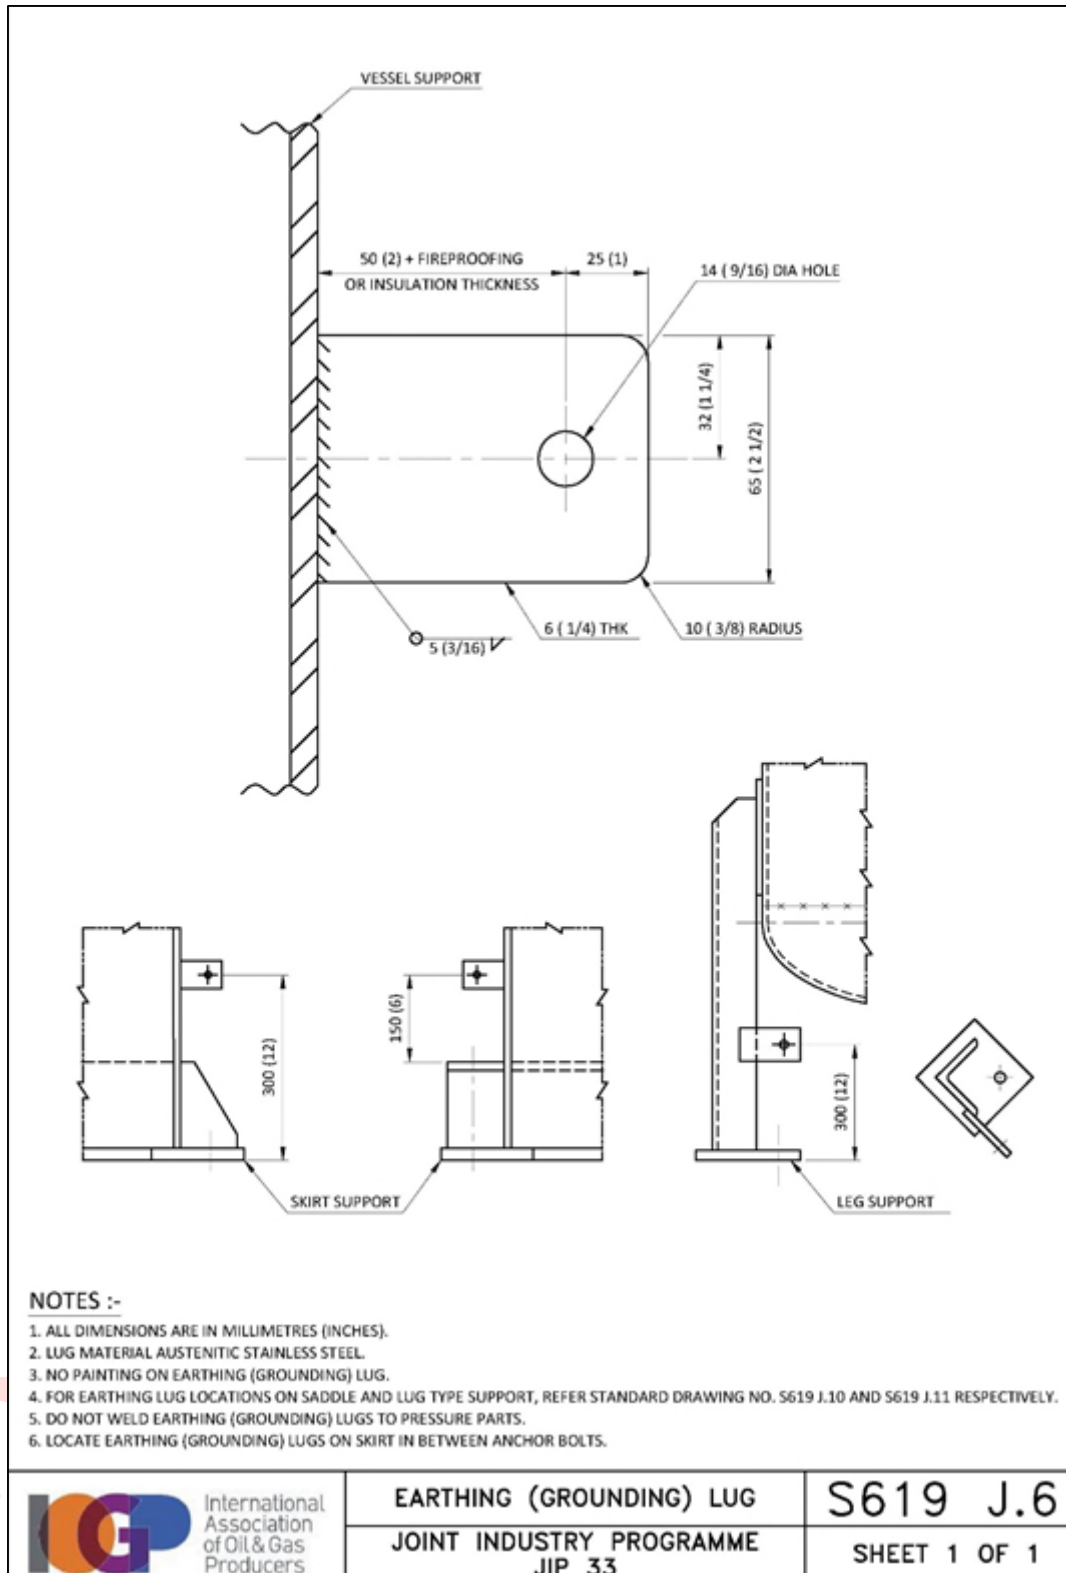 VESSEL SUPPORT
50 (2) + FIREPROOFING
OR INSULATION THICKNESS
25 (1)
14 ( 9/16) DIA HOLE
32 (1 1/4)
65 ( 2 1/2)
5 (3/16)
6 ( 1/4) THK
10 ( 3/8) RADIUS
300 (12)
150 (6)
300 (12)
SKIRT SUPPORT
LEG SUPPORT
NOTES :-
1. ALL DIMENSIONS ARE IN MILLIMETRES (INCHES).
2. LUG MATERIAL AUSTENITIC STAINLESS STEEL.
3. NO PAINTING ON EARTHING (GROUNDING) LUG.
4. FOR EARTHING LUG LOCATIONS ON SADDLE AND LUG TYPE SUPPORT, REFER STANDARD DRAWING NO. S619 J.10 AND S619 J.11 RESPECTIVELY.
5. DO NOT WELD EARTHING (GROUNDING) LUGS TO PRESSURE PARTS.
6. LOCATE EARTHING (GROUNDING) LUGS ON SKIRT IN BETWEEN ANCHOR BOLTS.
IOGP
International
Association
of Oil & Gas
Producers
EARTHING (GROUNDING) LUG
JOINT INDUSTRY PROGRAMME
JIP 33
S619 J.6
SHEET 1 OF 1